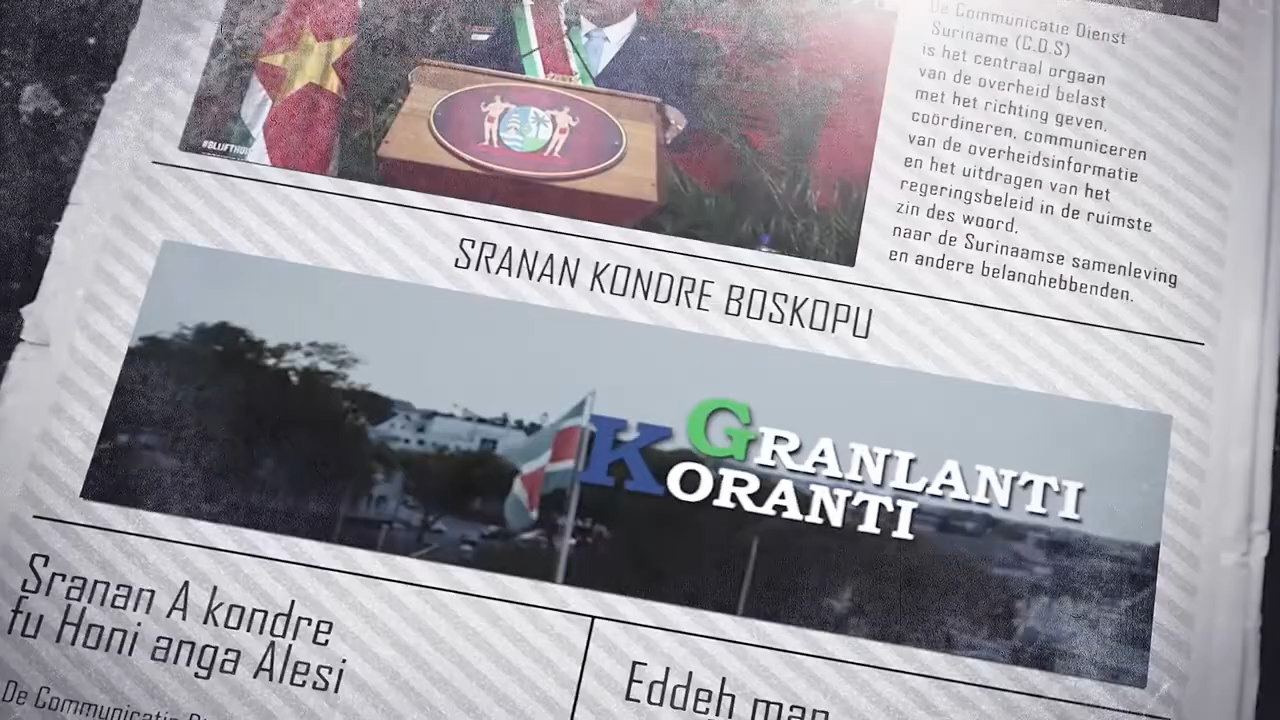 De Communicatie Dienst
Suriname (C.D.S)
is het centraal orgaan
van de overheid belast
met het richting geven,
coördineren, communiceren
van de overheidsinformatie
en het uitdragen van het
regeringsbeleid in de ruimste
zin des woord,
naar de Surinaamse samenleving
en andere belanghebbenden.
SRANAN KONDRE BOSKOPU
GRANLANTI
KORANTI
Sranan A kondre
fu Honi anga Alesi
De Communicatie
Eddeh man